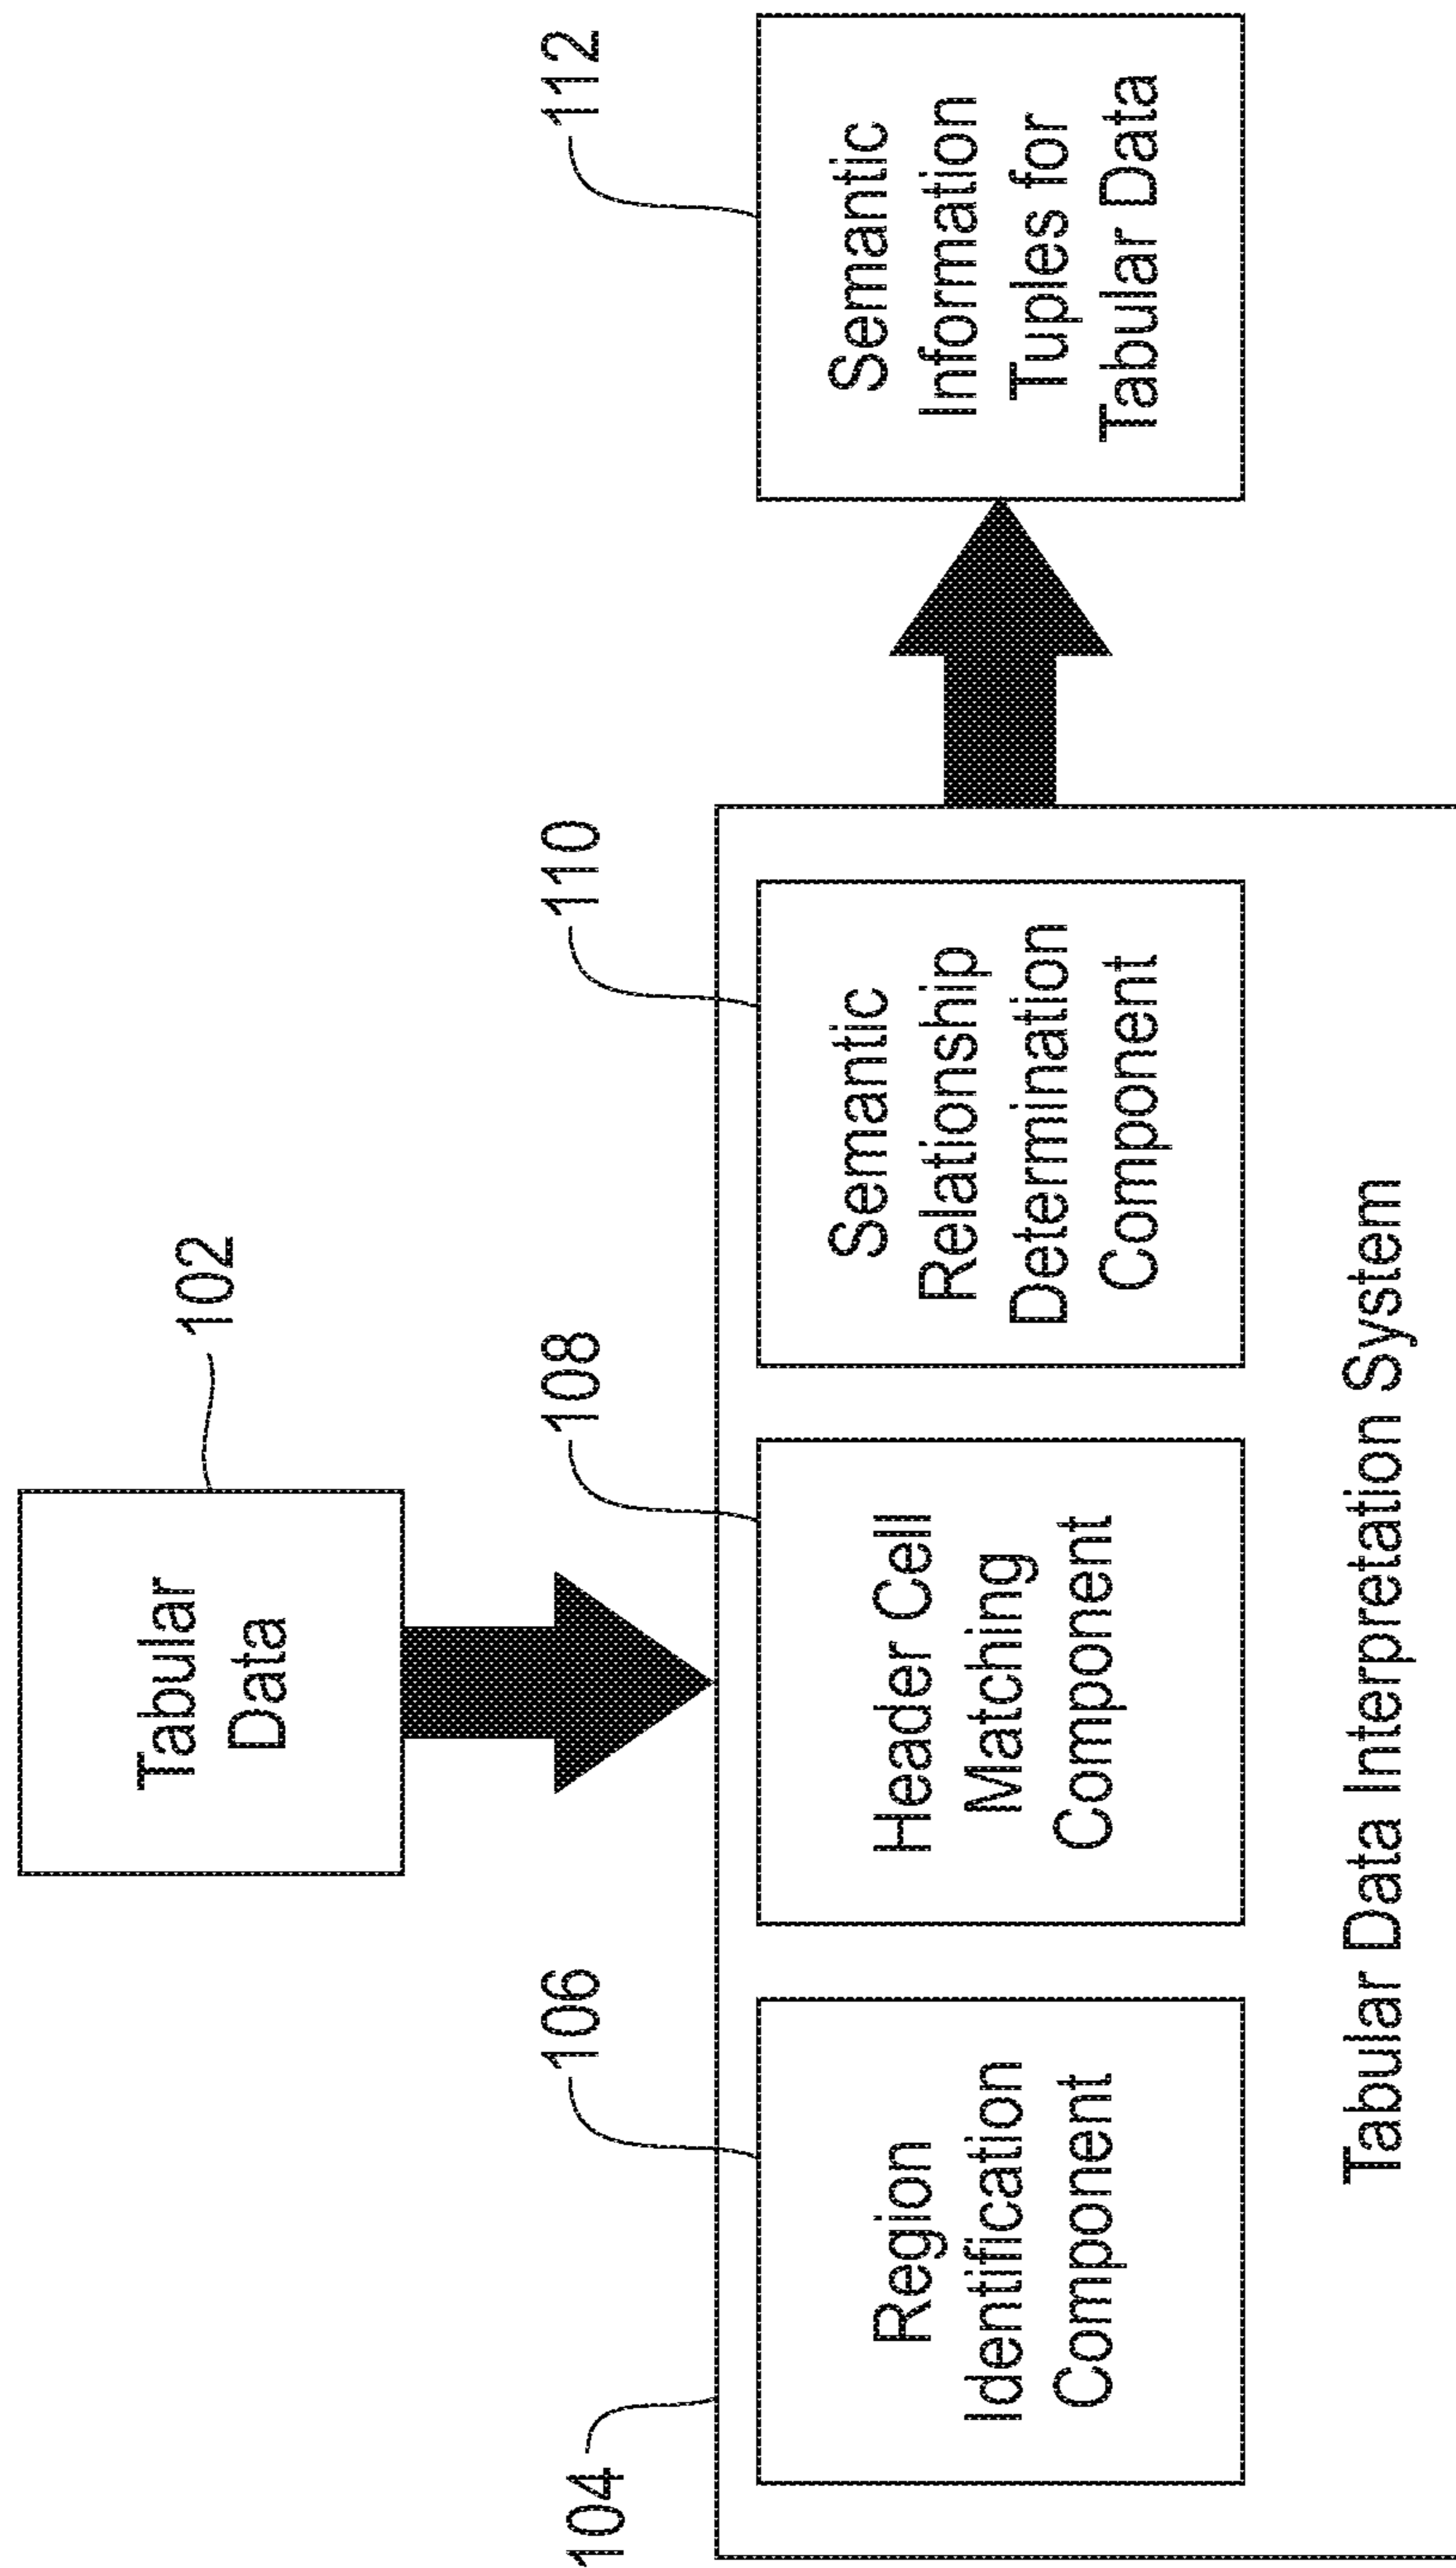 102
Tabular
Data
104
106
108
110
112
Region
Identification
Component
Header Cell
Matching
Component
Semantic
Relationship
Determination
Component
Semantic
Information
Tuples for
Tabular Data
Tabular Data Interpretation System